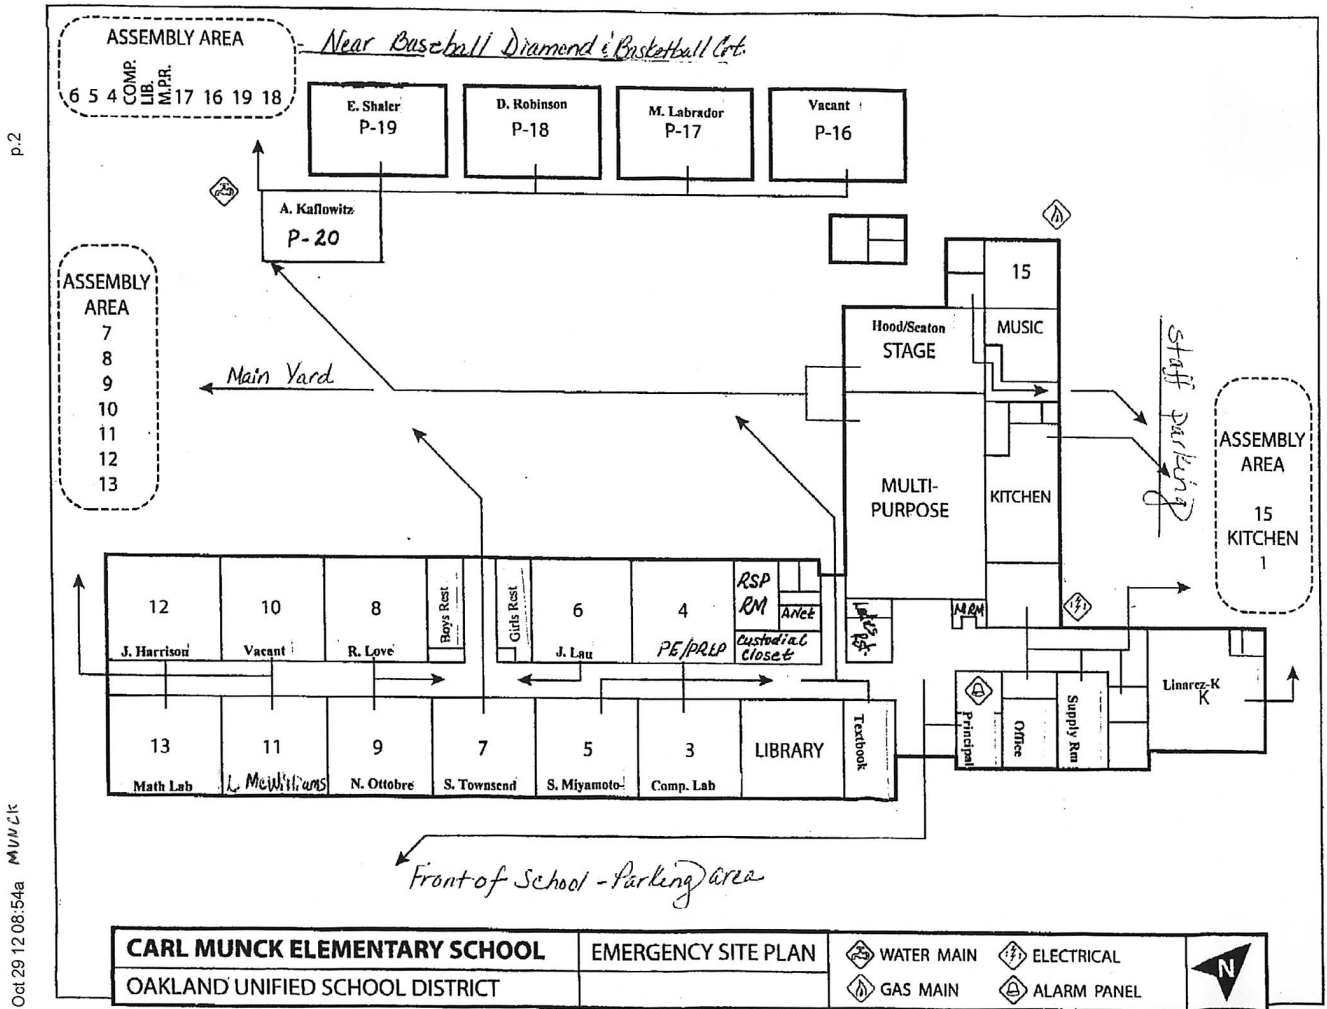 p.2
Oct 29 12 08:54a MUNCK
ASSEMBLY AREA
6 5 4 COMP. LIB. M.P.R. 17 16 19 18
Near Baseball Diamond & Basketball Crt.
E. Shaler
P-19
D. Robinson
P-18
M. Labrador
P-17
Vacant
P-16
A. Kaflowitz
P-20
ASSEMBLY
AREA
7
8
9
10
11
12
13
Main Yard
15
MUSIC
Hood/Seaton
STAGE
MULTI-
PURPOSE
KITCHEN
Staff Parking
ASSEMBLY
AREA
15
KITCHEN
1
12
J. Harrison
10
Vacant
8
R. Love
Boys Rest
Girls Rest
6
J. Lau
4
PE/PREP
RSP
RM
ANet
Custodial
Closet
MRM
13
Math Lab
11
L. McWilliams
9
N. Ottobre
7
S. Townsend
5
S. Miyamoto-
3
Comp. Lab
LIBRARY
Textbook
Principal
Office
Supply Rm
Linarez-K
K
Front of School - Parking area
CARL MUNCK ELEMENTARY SCHOOL
EMERGENCY SITE PLAN
OAKLAND UNIFIED SCHOOL DISTRICT
WATER MAIN
ELECTRICAL
GAS MAIN
ALARM PANEL
N